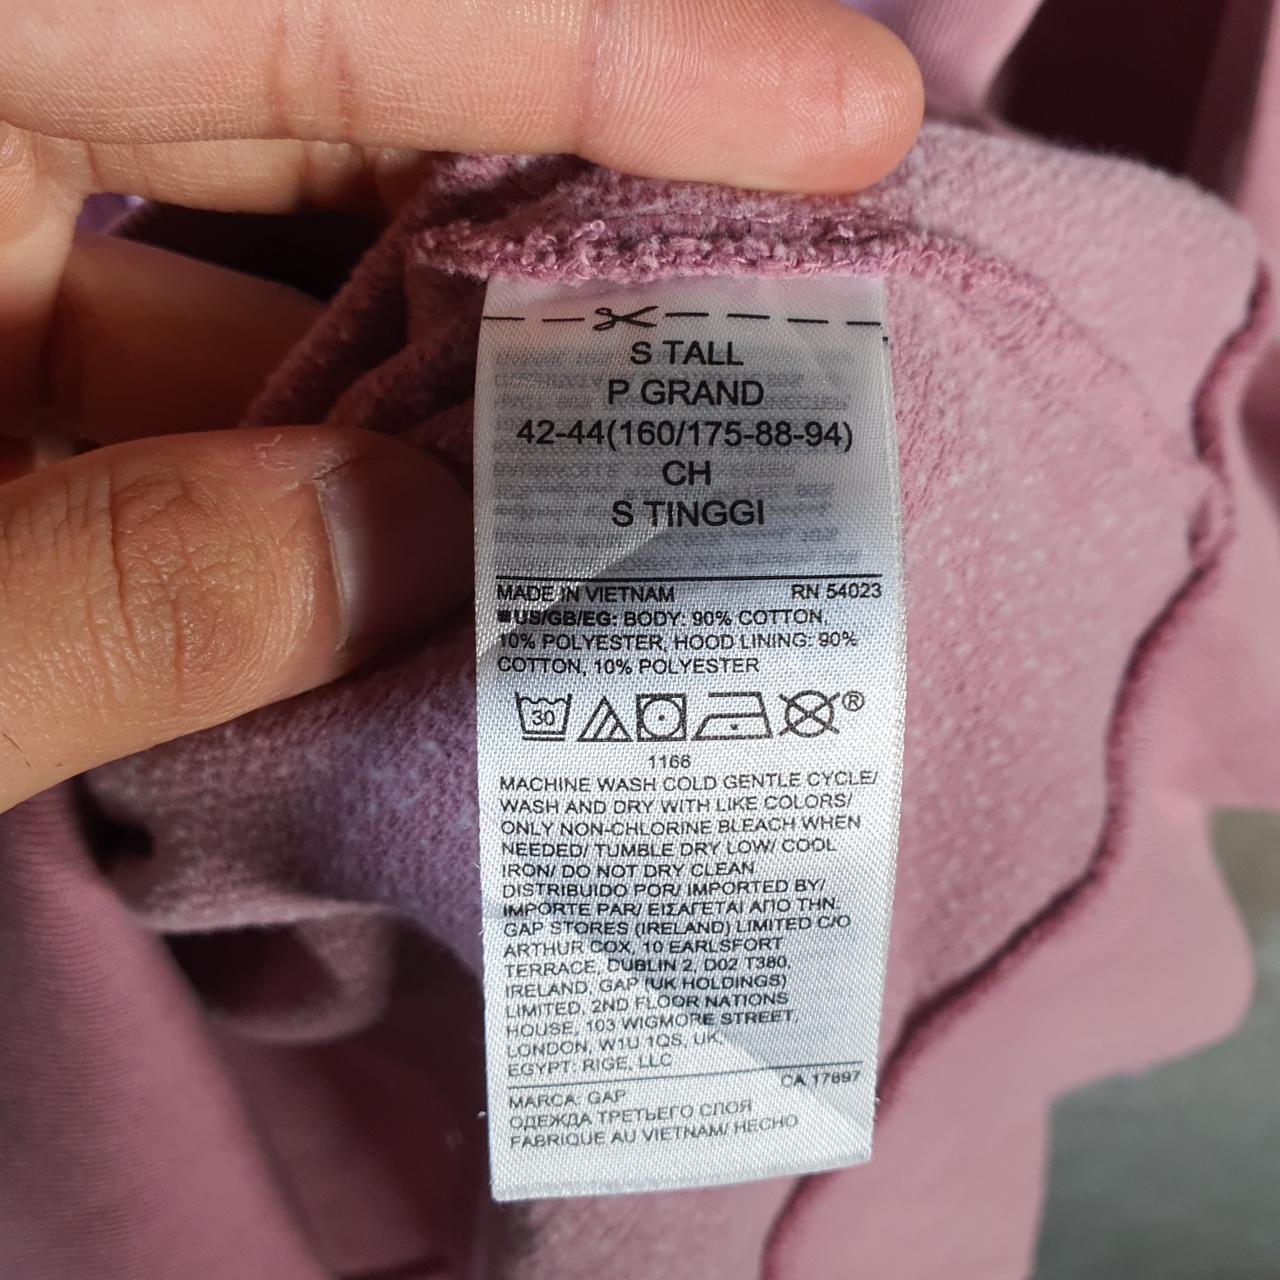 S TALL
P GRAND
42-44(160/175-88-94)
CH
S TINGGI
MADE IN VIETNAM RN 54023
US/GB/EG: BODY: 90% COTTON,
10% POLYESTER, HOOD LINING: 90%
COTTON, 10% POLYESTER
30 ®
1166
MACHINE WASH COLD GENTLE CYCLE/
WASH AND DRY WITH LIKE COLORS/
ONLY NON-CHLORINE BLEACH WHEN
NEEDED/ TUMBLE DRY LOW/ COOL
IRON/ DO NOT DRY CLEAN
DISTRIBUIDO POR/ IMPORTED BY/
IMPORTE PAR/ ΕΙΣΑΓΕΤΑΙ ΑΠΟ ΤΗΝ
GAP STORES (IRELAND) LIMITED C/O
ARTHUR COX, 10 EARLSFORT
TERRACE, DUBLIN 2, D02 T380,
IRELAND, GAP (UK HOLDINGS)
LIMITED, 2ND FLOOR NATIONS
HOUSE, 103 WIGMORE STREET,
LONDON, W1U 1QS, UK,
EGYPT: RIGE, LLC
CA 17897
MARCA: GAP
ОДЕЖДА ТРЕТЬЕГО СЛОЯ
FABRIQUE AU VIETNAM/ HECHO